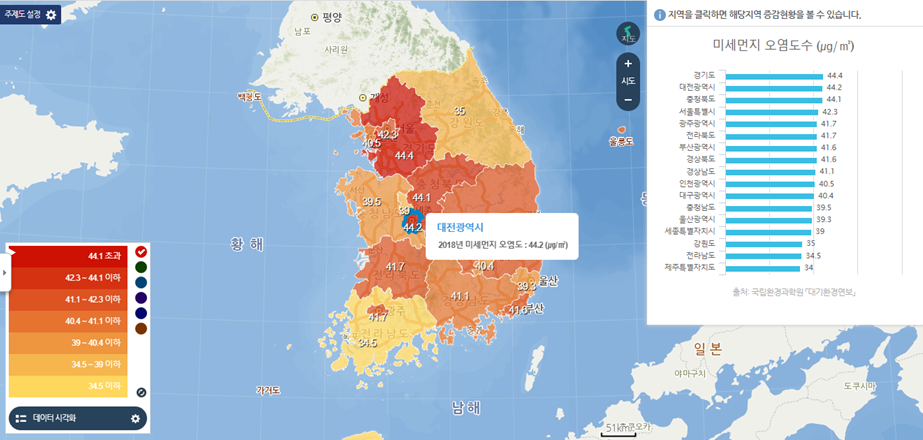 주제도 설정
평양
남포
사리원
개성
백령도
35
강원도
42.3
40.5
44.4
울릉도
충청북도
44.1
39.5
39
44.2
대전광역시
2018년 미세먼지 오염도 : 44.2 (㎍/㎥)
황 해
41.7
전라북도
40.4
39.3
울산
41.1
41.6
부산
41.7
전라남도
34.5
가거도
남 해
일 본
야마구치
도쿠시마
51km
지도
+
시도
−
44.1 초과
42.3 ~ 44.1 이하
41.1 ~ 42.3 이하
40.4 ~ 41.1 이하
39 ~ 40.4 이하
34.5 ~ 39 이하
34.5 이하
데이터 시각화
지역을 클릭하면 해당지역 증감현황을 볼 수 있습니다.
미세먼지 오염도수 (㎍/㎥)
경기도 44.4
대전광역시 44.2
충청북도 44.1
서울특별시 42.3
광주광역시 41.7
전라북도 41.7
부산광역시 41.6
경상북도 41.6
경상남도 41.1
인천광역시 40.5
대구광역시 40.4
충청남도 39.5
울산광역시 39.3
세종특별자치시 39
강원도 35
전라남도 34.5
제주특별자치도 34
출처: 국립환경과학원 「대기환경연보」